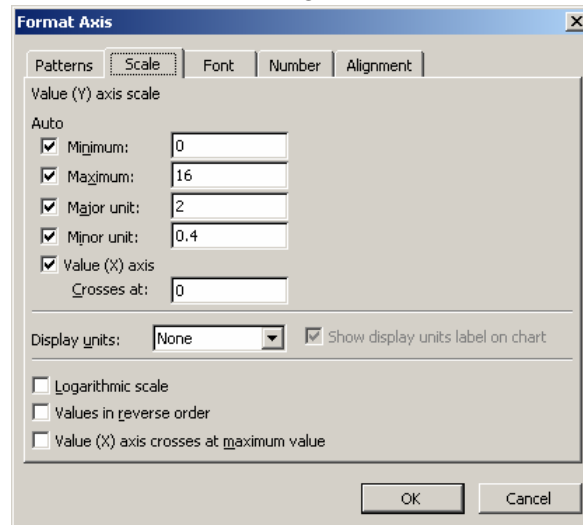 Format Axis
Patterns Scale Font Number Alignment
Value (Y) axis scale
Auto
Minimum: 0
Maximum: 16
Major unit: 2
Minor unit: 0.4
Value (X) axis
Crosses at: 0
Display units: None Show display units label on chart
Logarithmic scale
Values in reverse order
Value (X) axis crosses at maximum value
OK Cancel